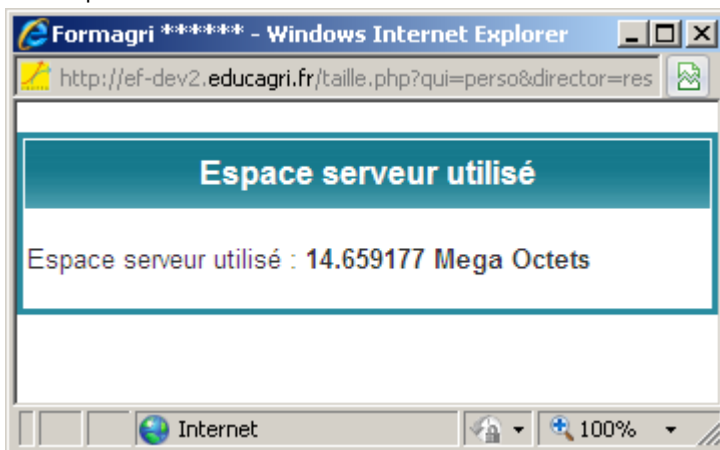 Formagri ****** - Windows Internet Explorer
http://ef-dev2.educagri.fr/taille.php?qui=perso&director=res
Espace serveur utilisé
Espace serveur utilisé : 14.659177 Mega Octets
Internet
100%